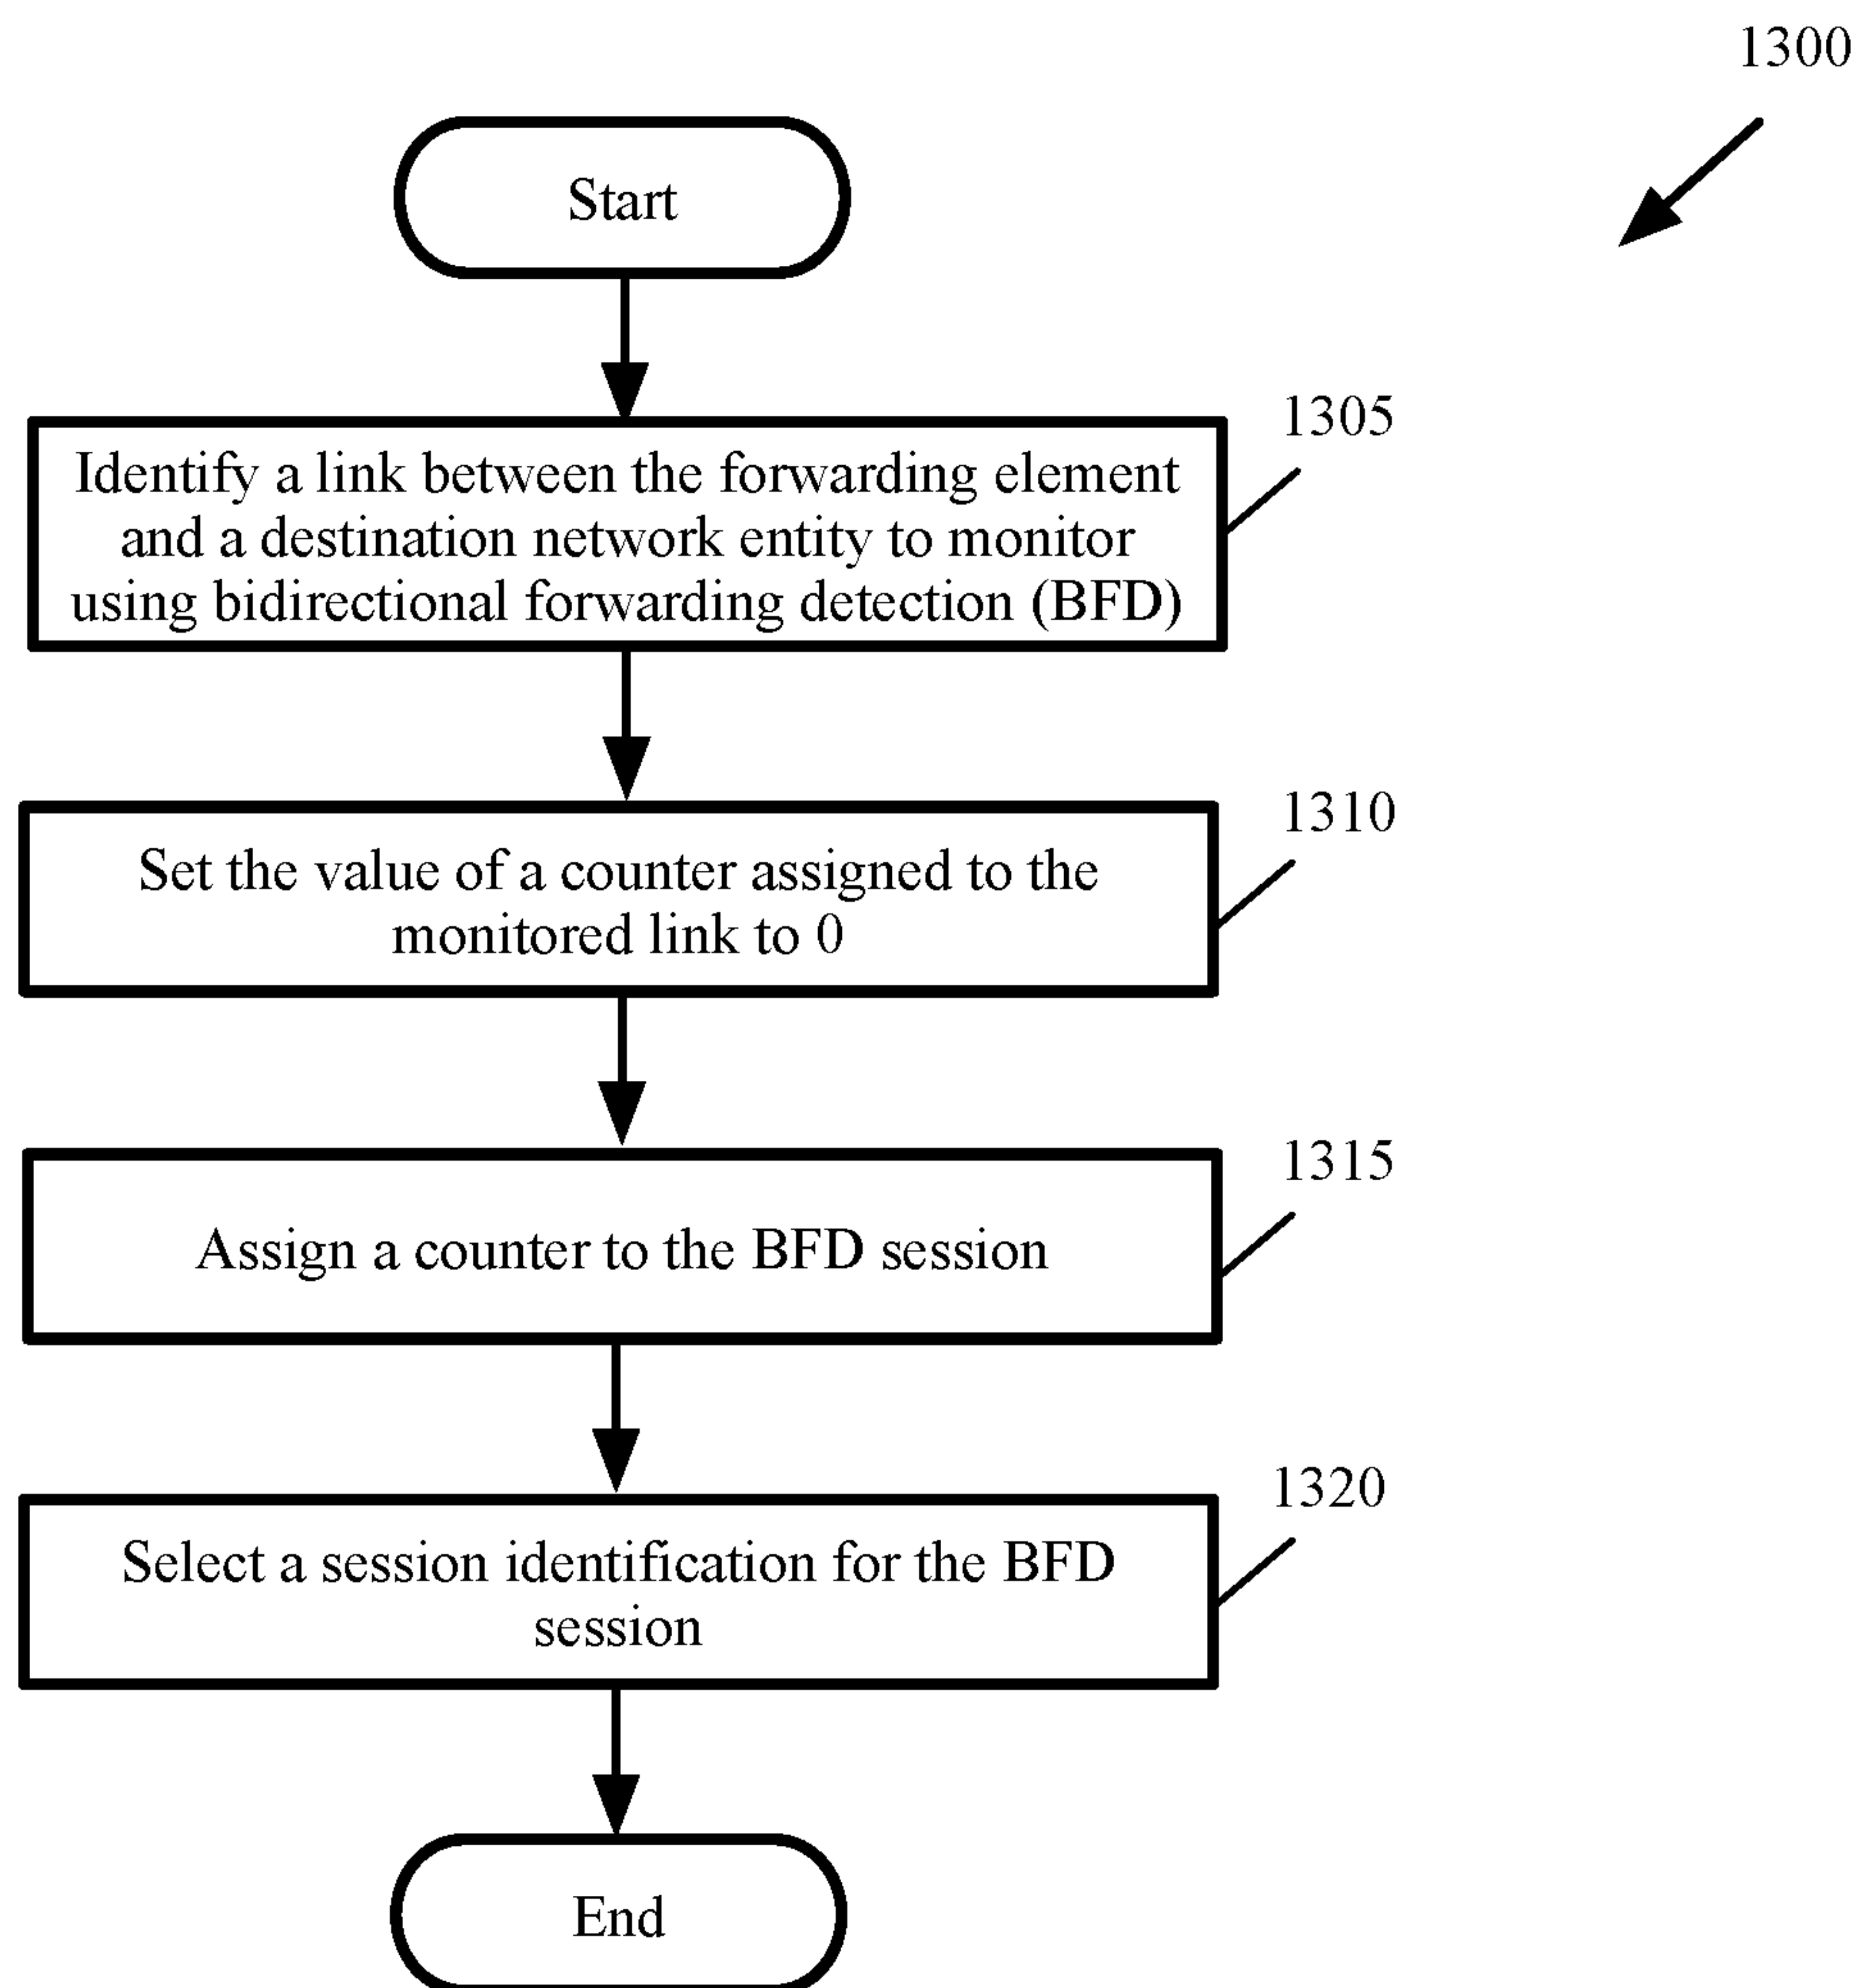 1300
Start
1305
Identify a link between the forwarding element
and a destination network entity to monitor
using bidirectional forwarding detection (BFD)
1310
Set the value of a counter assigned to the
monitored link to 0
1315
Assign a counter to the BFD session
1320
Select a session identification for the BFD
session
End